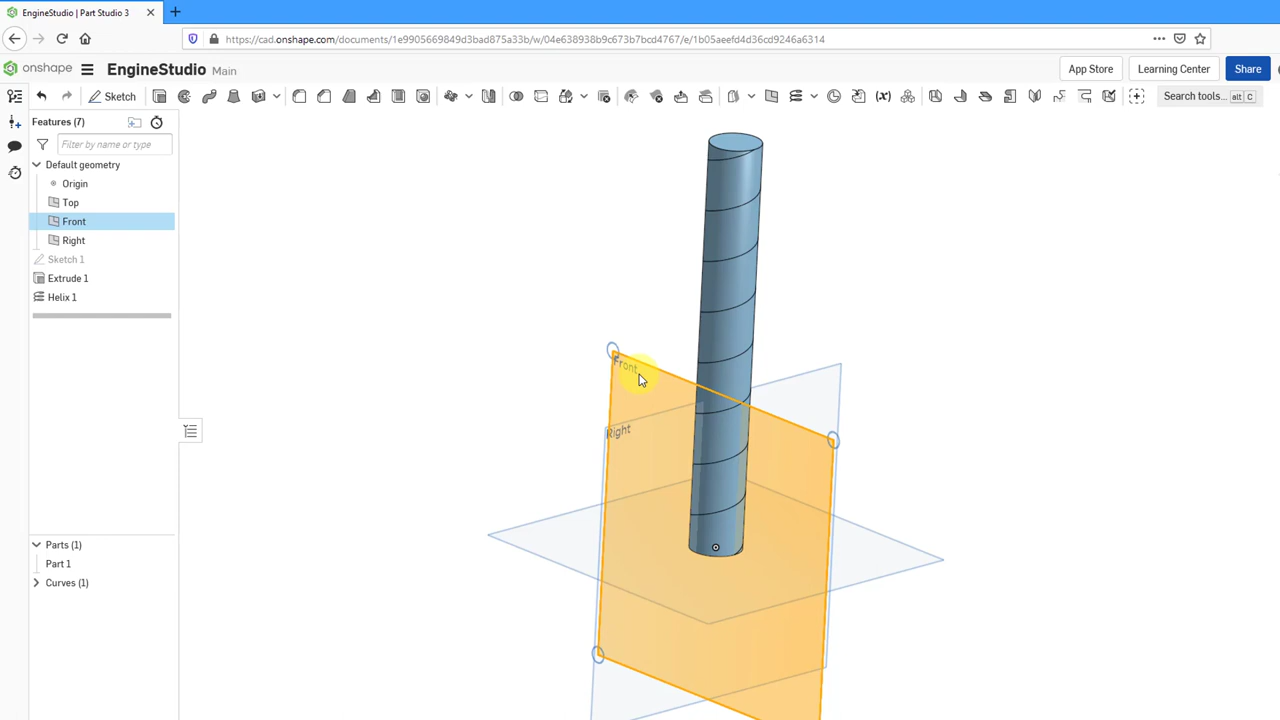 EngineStudio | Part Studio 3
https://cad.onshape.com/documents/1e9905669849d3bad875a33b/w/04e638938b9c673b7bcd4767/e/1b05aeefd4d36cd9246a6314
onshape
EngineStudio Main
App Store
Learning Center
Share
Sketch
(x)
Search tools... alt C
Features (7)
Filter by name or type
Default geometry
Origin
Top
Front
Right
Sketch 1
Extrude 1
Helix 1
Front
Right
Parts (1)
Part 1
Curves (1)